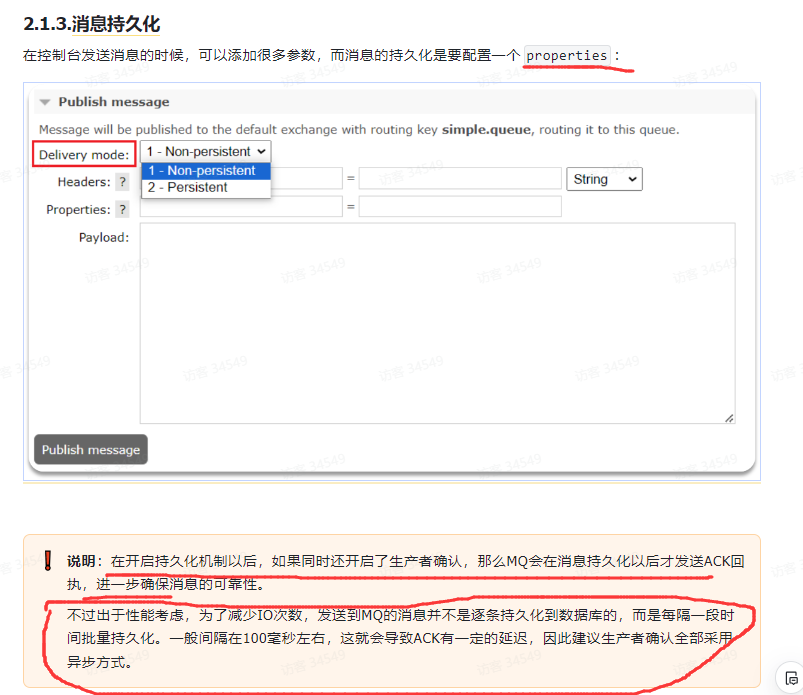 2.1.3.消息持久化
在控制台发送消息的时候，可以添加很多参数，而消息的持久化是要配置一个 properties：
Publish message
Message will be published to the default exchange with routing key simple.queue, routing it to this queue.
Delivery mode: 1 - Non-persistent
1 - Non-persistent
2 - Persistent
Headers: ? = String
Properties: ? =
Payload:
Publish message
说明：在开启持久化机制以后，如果同时还开启了生产者确认，那么MQ会在消息持久化以后才发送ACK回
执，进一步确保消息的可靠性。
不过出于性能考虑，为了减少IO次数，发送到MQ的消息并不是逐条持久化到数据库的，而是每隔一段时
间批量持久化。一般间隔在100毫秒左右，这就会导致ACK有一定的延迟，因此建议生产者确认全部采用
异步方式。
访客 34549